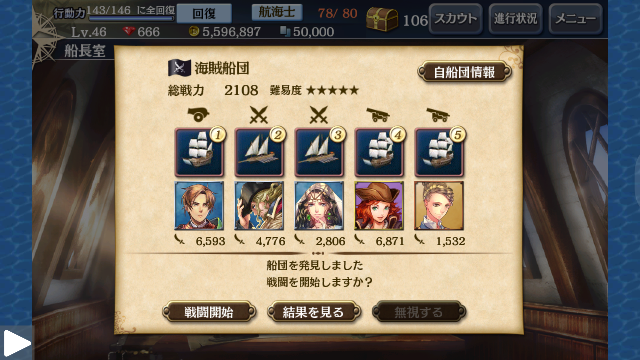 行動力 143/146 に全回復 回復 航海士 78/ 80 106 スカウト 進行状況 メニュー
Lv.46 666 5,596,897 50,000
船長室
海賊船団 自船団情報
総戦力 2108 難易度 ★★★★★
1 2 3 4 5
6,593 4,776 2,806 6,871 1,532
船団を発見しました
戦闘を開始しますか?
戦闘開始 結果を見る 無視する